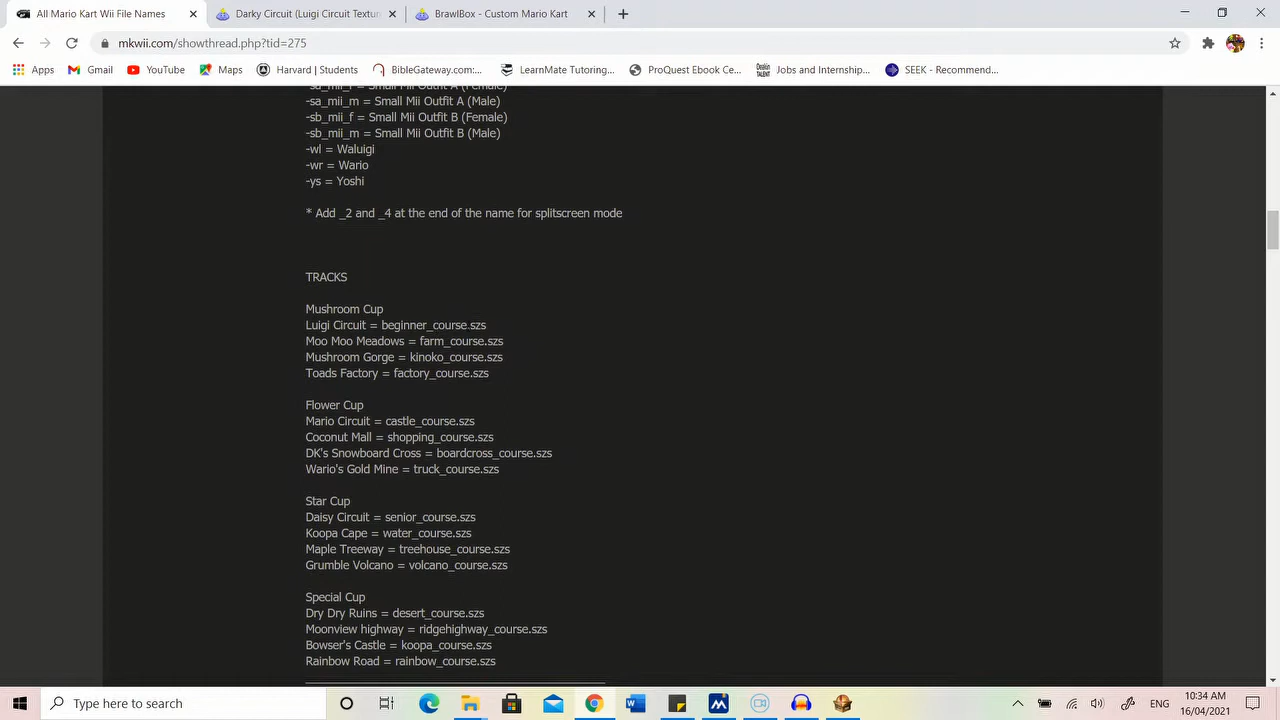 All Mario Kart Wii File Names
Darky Circuit (Luigi Circuit Textur
BrawlBox - Custom Mario Kart
mkwii.com/showthread.php?tid=275
Apps
Gmail
YouTube
Maps
Harvard | Students
BibleGateway.com:...
LearnMate Tutoring...
ProQuest Ebook Ce...
Jobs and Internship...
SEEK - Recommend...
-sa_mii_f = Small Mii Outfit A (Female)
-sa_mii_m = Small Mii Outfit A (Male)
-sb_mii_f = Small Mii Outfit B (Female)
-sb_mii_m = Small Mii Outfit B (Male)
-wl = Waluigi
-wr = Wario
-ys = Yoshi
* Add _2 and _4 at the end of the name for splitscreen mode
TRACKS
Mushroom Cup
Luigi Circuit = beginner_course.szs
Moo Moo Meadows = farm_course.szs
Mushroom Gorge = kinoko_course.szs
Toads Factory = factory_course.szs
Flower Cup
Mario Circuit = castle_course.szs
Coconut Mall = shopping_course.szs
DK's Snowboard Cross = boardcross_course.szs
Wario's Gold Mine = truck_course.szs
Star Cup
Daisy Circuit = senior_course.szs
Koopa Cape = water_course.szs
Maple Treeway = treehouse_course.szs
Grumble Volcano = volcano_course.szs
Special Cup
Dry Dry Ruins = desert_course.szs
Moonview highway = ridgehighway_course.szs
Bowser's Castle = koopa_course.szs
Rainbow Road = rainbow_course.szs
Type here to search
ENG
10:34 AM
16/04/2021